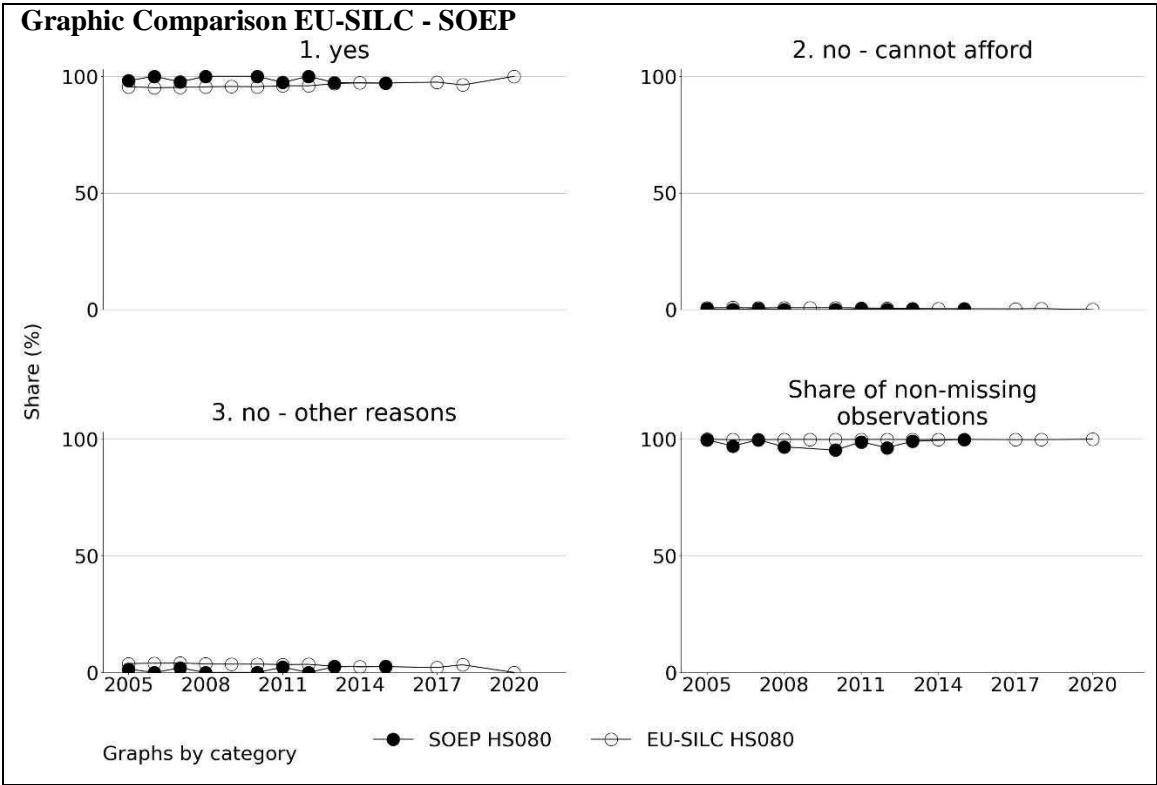 Graphic Comparison EU-SILC - SOEP
1. yes
2. no - cannot afford
100
50
0
100
50
0
Share (%)
3. no - other reasons
Share of non-missing
observations
100
50
0
100
50
0
2005 2008 2011 2014 2017 2020
2005 2008 2011 2014 2017 2020
SOEP HS080
EU-SILC HS080
Graphs by category